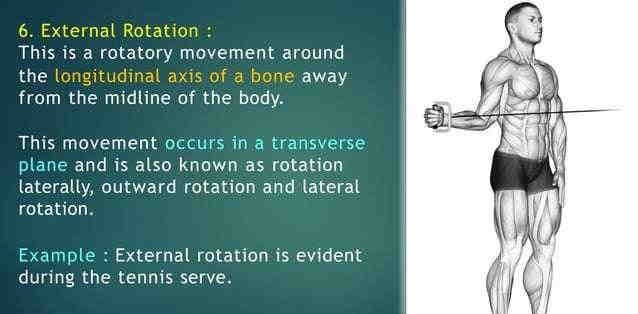 6. External Rotation :
This is a rotatory movement around
the longitudinal axis of a bone away
from the midline of the body.
This movement occurs in a transverse
plane and is also known as rotation
laterally, outward rotation and lateral
rotation.
Example : External rotation is evident
during the tennis serve.